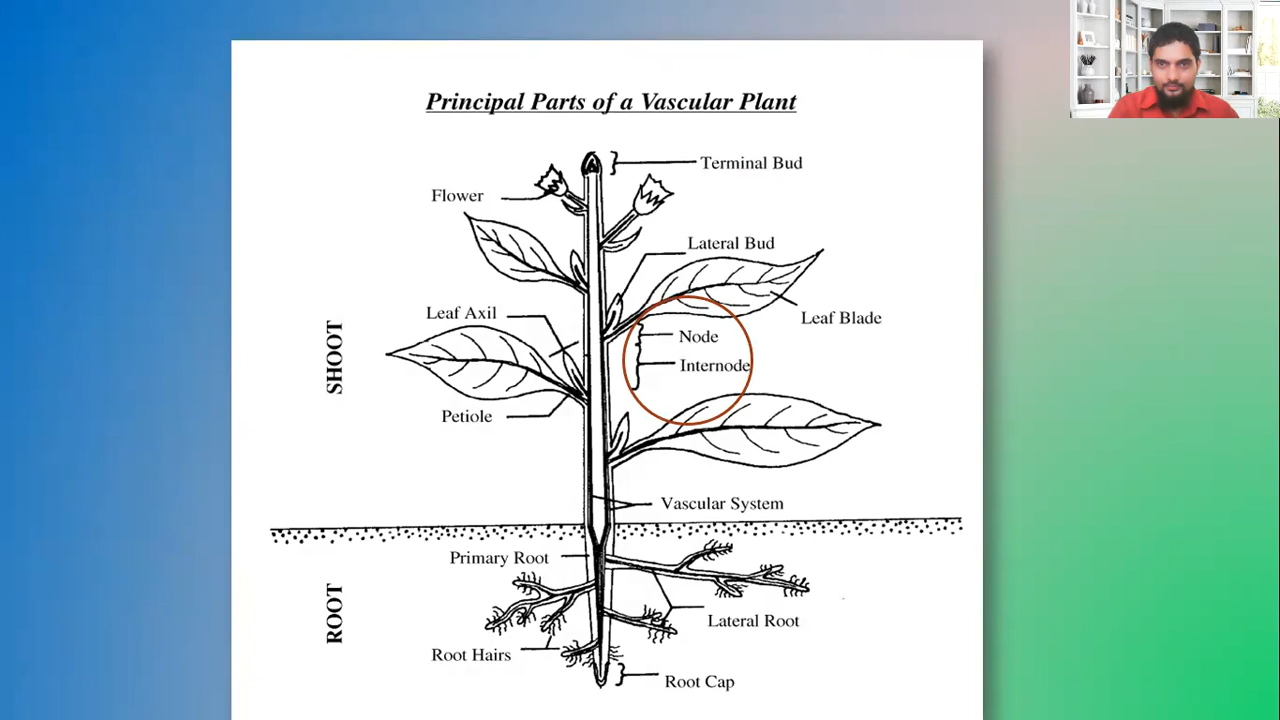 Principal Parts of a Vascular Plant
Terminal Bud
Flower
Lateral Bud
Leaf Axil
Leaf Blade
Node
SHOOT
Internode
Petiole
Vascular System
Primary Root
ROOT
Lateral Root
Root Hairs
Root Cap